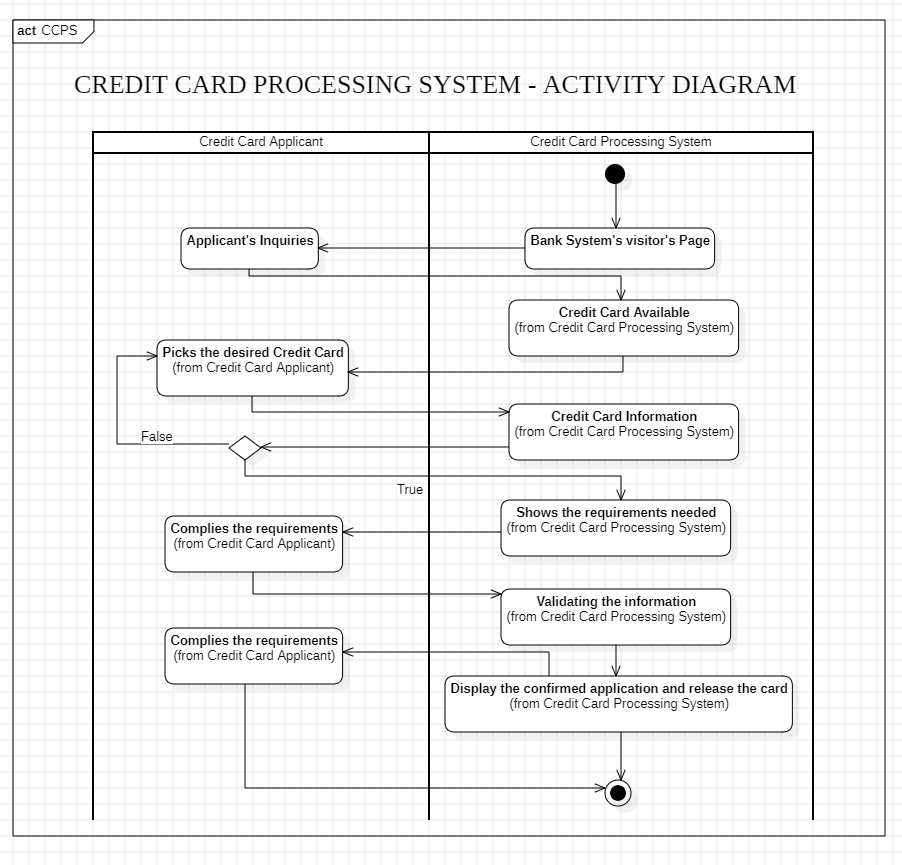 act CCPS
CREDIT CARD PROCESSING SYSTEM - ACTIVITY DIAGRAM
Credit Card Applicant
Credit Card Processing System
Applicant's Inquiries
Bank System's visitor's Page
Credit Card Available
(from Credit Card Processing System)
Picks the desired Credit Card
(from Credit Card Applicant)
Credit Card Information
(from Credit Card Processing System)
False
True
Shows the requirements needed
(from Credit Card Processing System)
Complies the requirements
(from Credit Card Applicant)
Validating the information
(from Credit Card Processing System)
Complies the requirements
(from Credit Card Applicant)
Display the confirmed application and release the card
(from Credit Card Processing System)